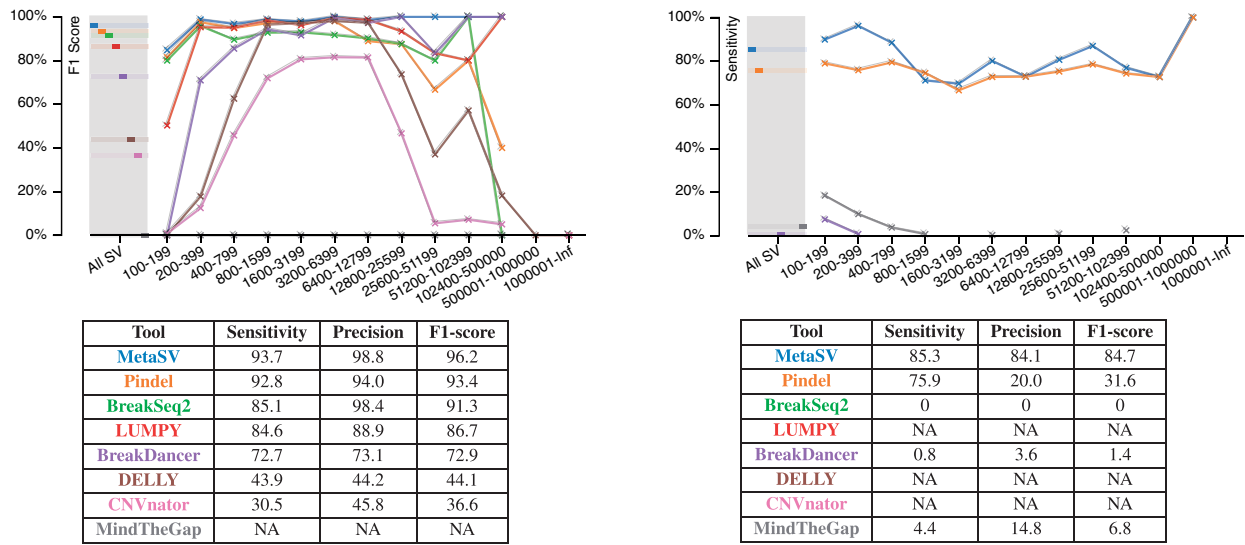 100%
80%
60%
40%
20%
0%
F1 Score
All SV
100-199
200-399
400-799
800-1599
1600-3199
3200-6399
6400-12799
12800-25599
25600-51199
51200-102399
102400-500000
500001-1000000
1000001-Inf
Tool Sensitivity Precision F1-score
MetaSV 93.7 98.8 96.2
Pindel 92.8 94.0 93.4
BreakSeq2 85.1 98.4 91.3
LUMPY 84.6 88.9 86.7
BreakDancer 72.7 73.1 72.9
DELLY 43.9 44.2 44.1
CNVnator 30.5 45.8 36.6
MindTheGap NA NA NA
100%
80%
60%
40%
20%
0%
Sensitivity
All SV
100-199
200-399
400-799
800-1599
1600-3199
3200-6399
6400-12799
12800-25599
25600-51199
51200-102399
102400-500000
500001-1000000
1000001-Inf
Tool Sensitivity Precision F1-score
MetaSV 85.3 84.1 84.7
Pindel 75.9 20.0 31.6
BreakSeq2 0 0 0
LUMPY NA NA NA
BreakDancer 0.8 3.6 1.4
DELLY NA NA NA
CNVnator NA NA NA
MindTheGap 4.4 14.8 6.8